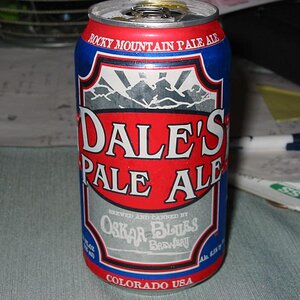 ROCKY MOUNTAIN PALE ALE
DALE'S
PALE ALE
BREWED AND CANNED BY
OSKAR BLUES
BREWERY
COLORADO USA